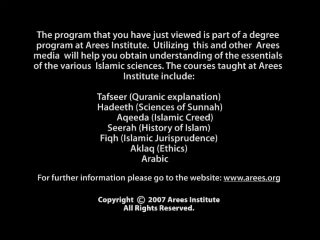 The program that you have just viewed is part of a degree
program at Arees Institute. Utilizing this and other Arees
media will help you obtain understanding of the essentials
of the various Islamic sciences. The courses taught at Arees
Institute include:
Tafseer (Quranic explanation)
Hadeeth (Sciences of Sunnah)
Aqeeda (Islamic Creed)
Seerah (History of Islam)
Fiqh (Islamic Jurisprudence)
Aklaq (Ethics)
Arabic
For further information please go to the website: www.arees.org
Copyright © 2007 Arees Institute
All Rights Reserved.